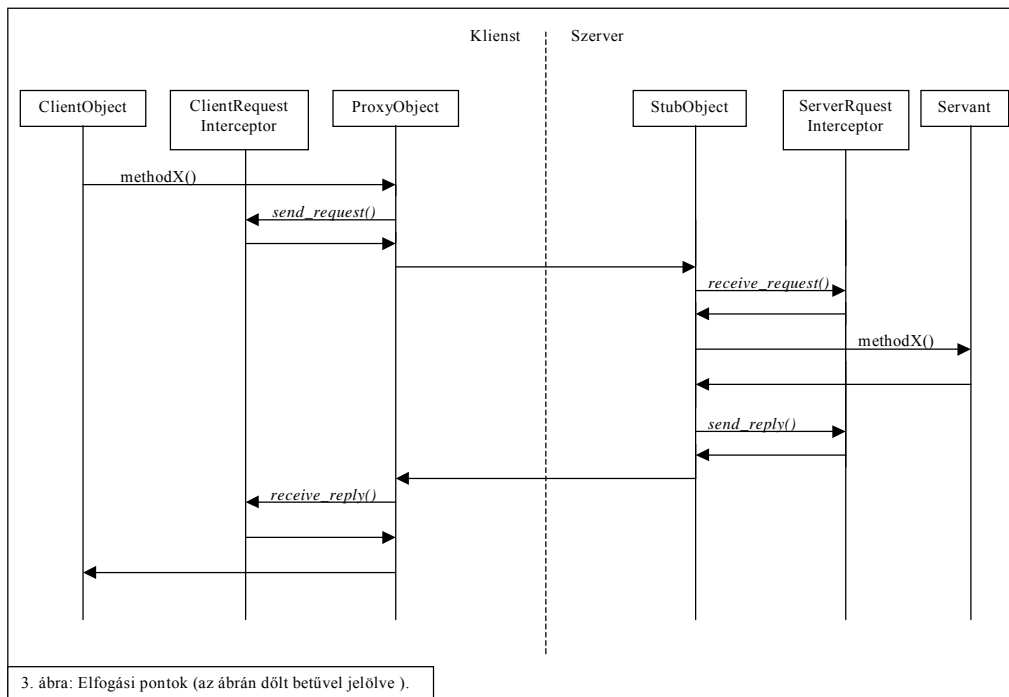 Klienst
Szerver
ClientObject
ClientRequest
Interceptor
ProxyObject
StubObject
ServerRquest
Interceptor
Servant
methodX()
send_request()
receive_request()
methodX()
send_reply()
receive_reply()
3. ábra: Elfogási pontok (az ábrán dőlt betűvel jelölve ).